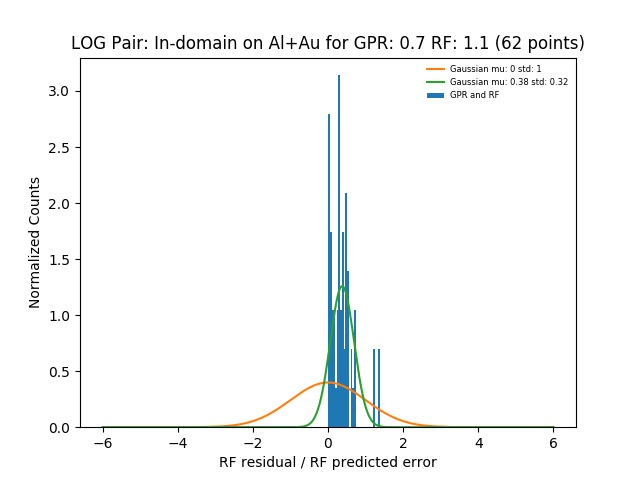 LOG Pair: In-domain on Al+Au for GPR: 0.7 RF: 1.1 (62 points)
Gaussian mu: 0 std: 1
Gaussian mu: 0.38 std: 0.32
GPR and RF
3.0
2.5
2.0
1.5
1.0
0.5
0.0
Normalized Counts
−6
−4
−2
0
2
4
6
RF residual / RF predicted error